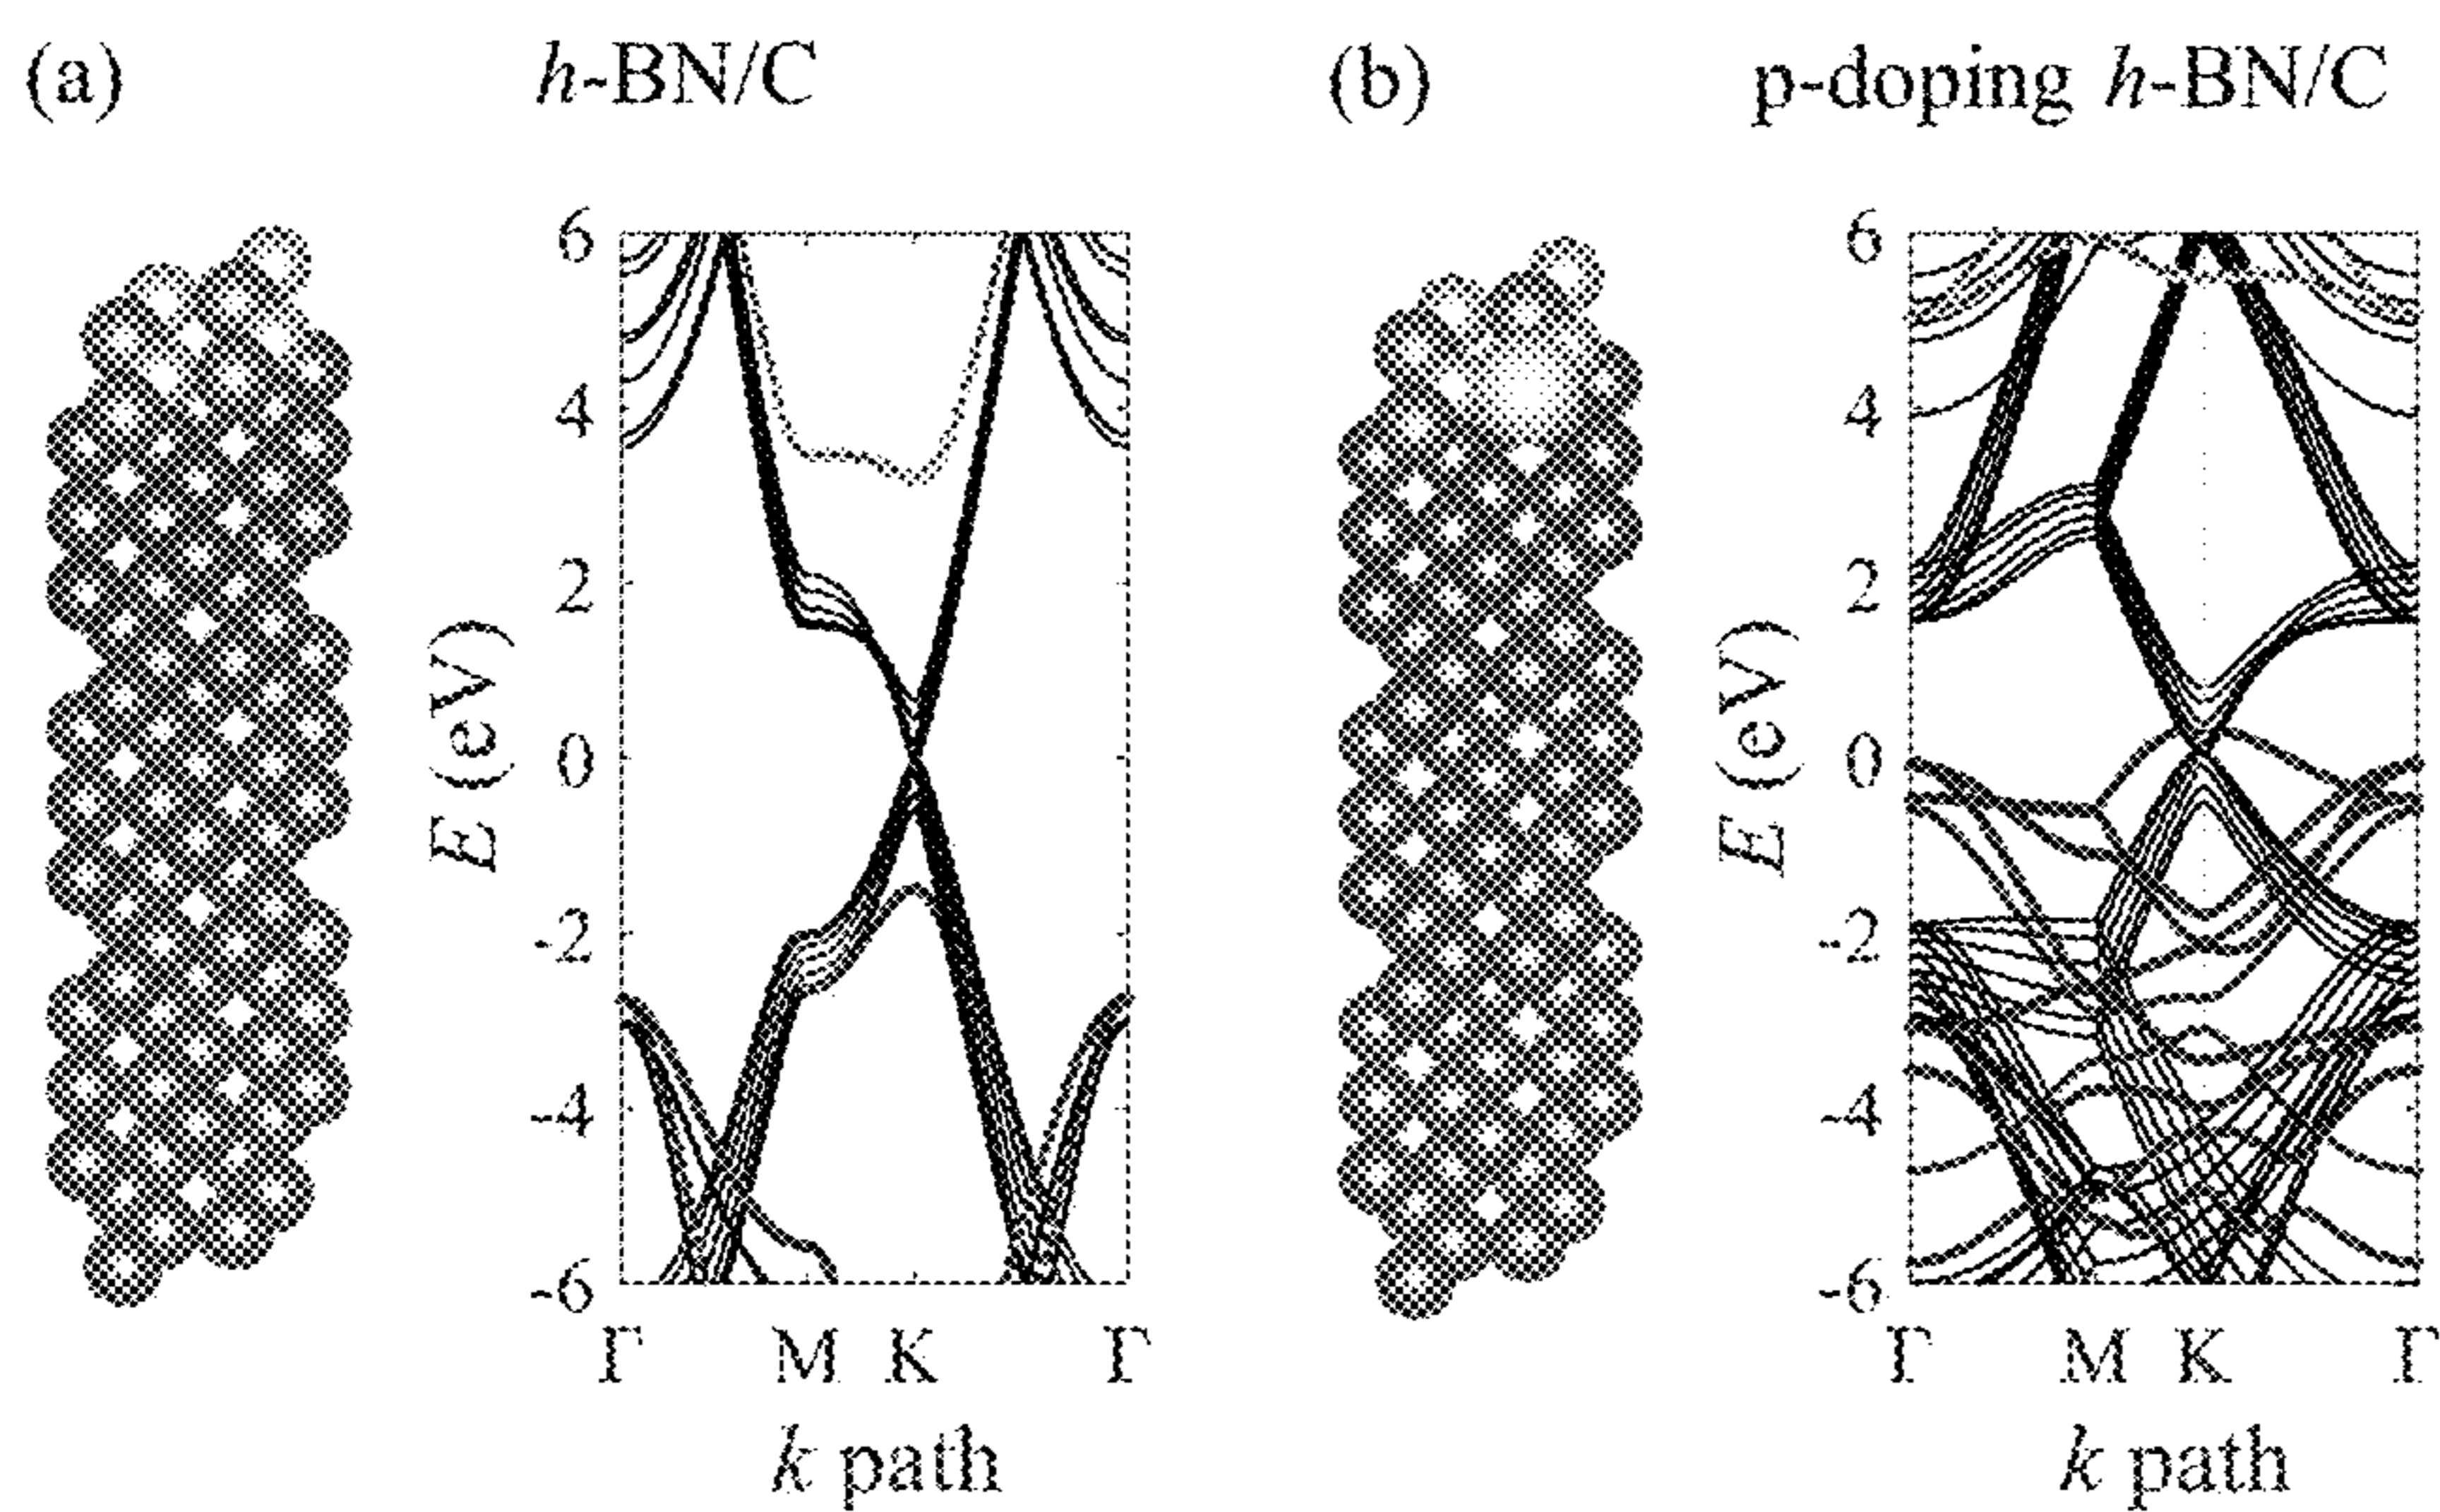 (a) h-BN/C
6
4
2
0
-2
-4
-6
E (eV)
Γ M K Γ
k path
(b) p-doping h-BN/C
6
4
2
0
-2
-4
-6
E (eV)
Γ M K Γ
k path